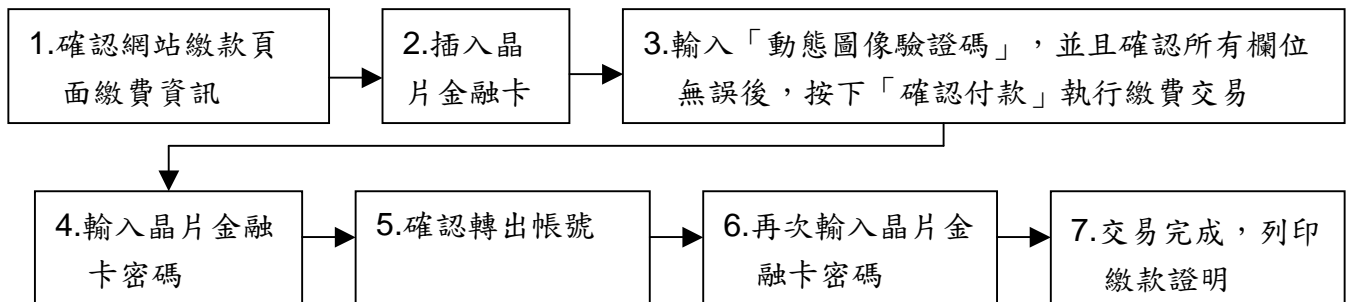 1.確認網站繳款頁
面繳費資訊
2.插入晶
片金融卡
3.輸入「動態圖像驗證碼」，並且確認所有欄位
無誤後，按下「確認付款」執行繳費交易
4.輸入晶片金融
卡密碼
5.確認轉出帳號
6.再次輸入晶片金
融卡密碼
7.交易完成，列印
繳款證明